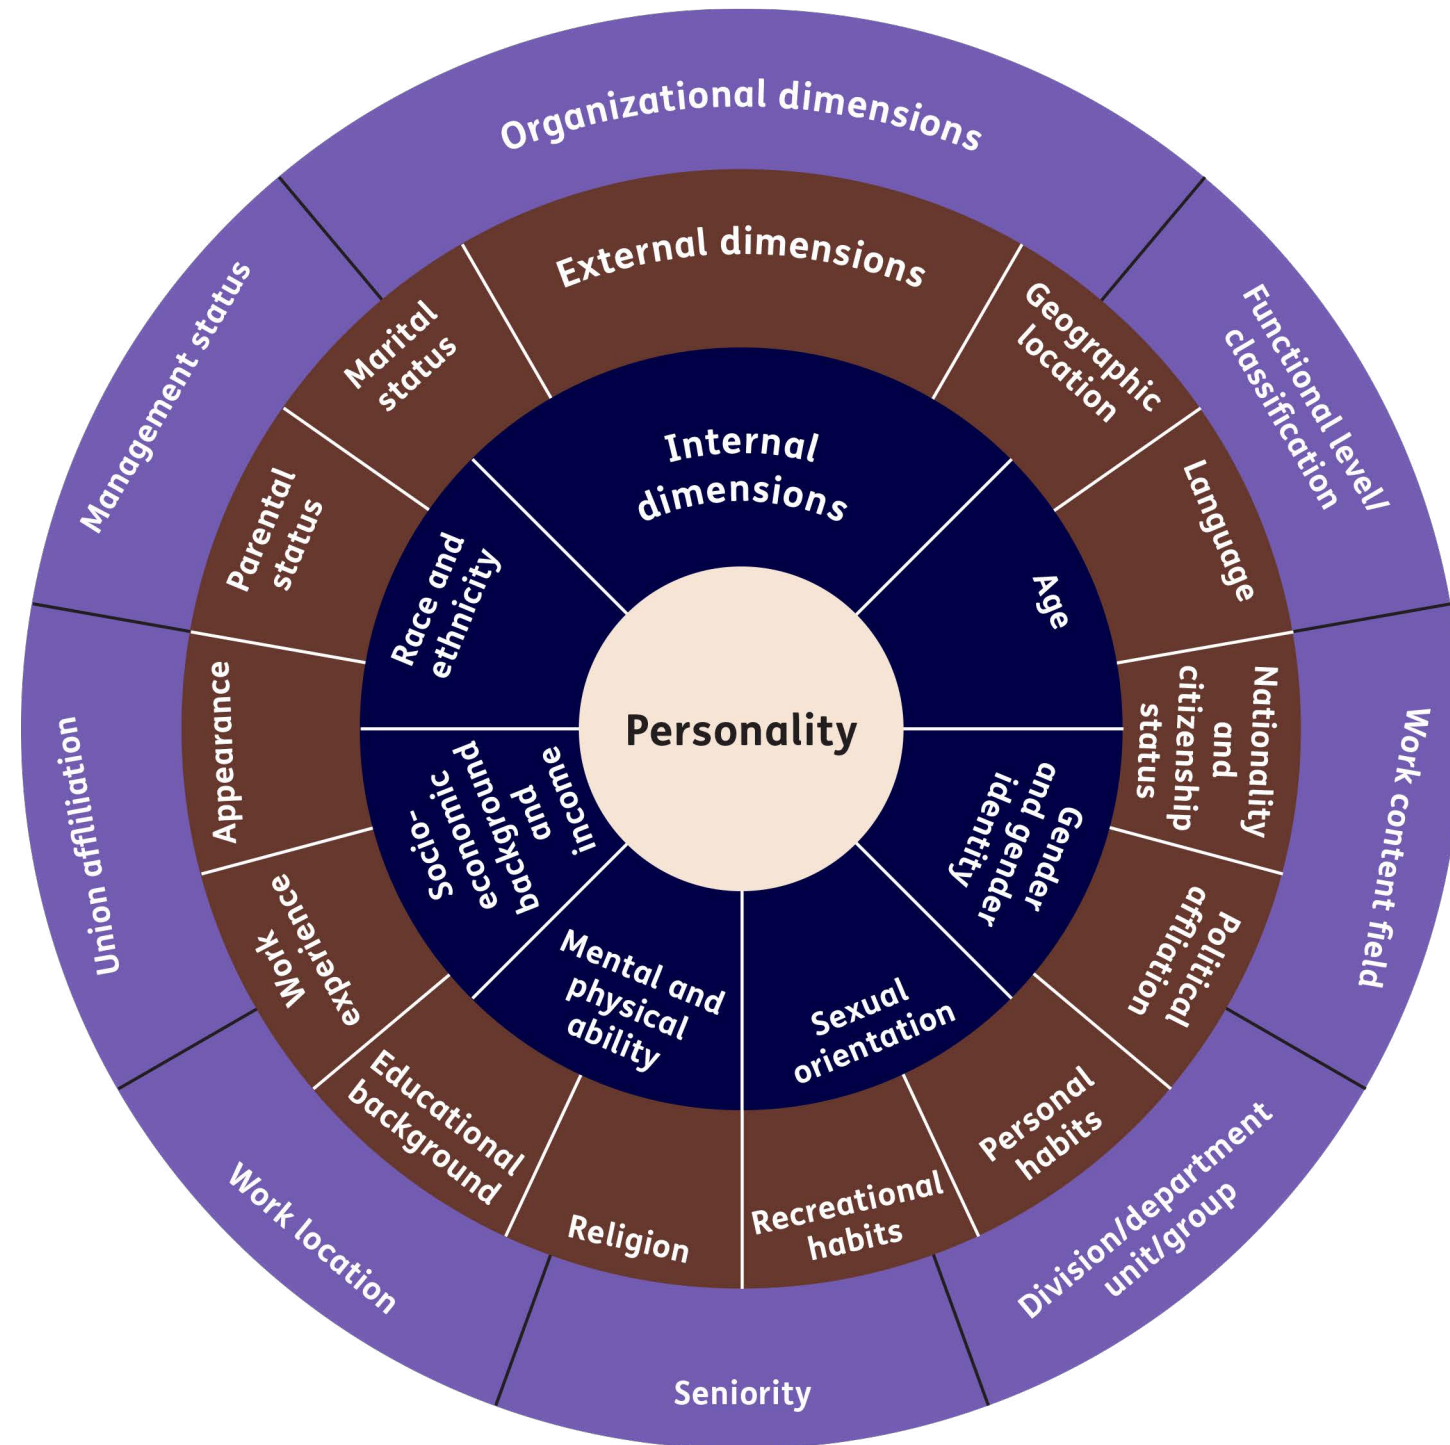 Organizational dimensions
Functional level/
classification
Work content field
Division/department
unit/group
Seniority
Work location
Union affiliation
Management status
External dimensions
Geographic
location
Language
Nationality
and
citizenship
status
Political
affliation
Personal
habits
Recreational
habits
Religion
Educational
background
Work
experience
Appearance
Parental
status
Marital
status
Internal
dimensions
Age
Gender
and gender
identity
Sexual
orientation
Mental and
physical
ability
Socio-
economic
background
and
income
Race and
ethnicity
Personality